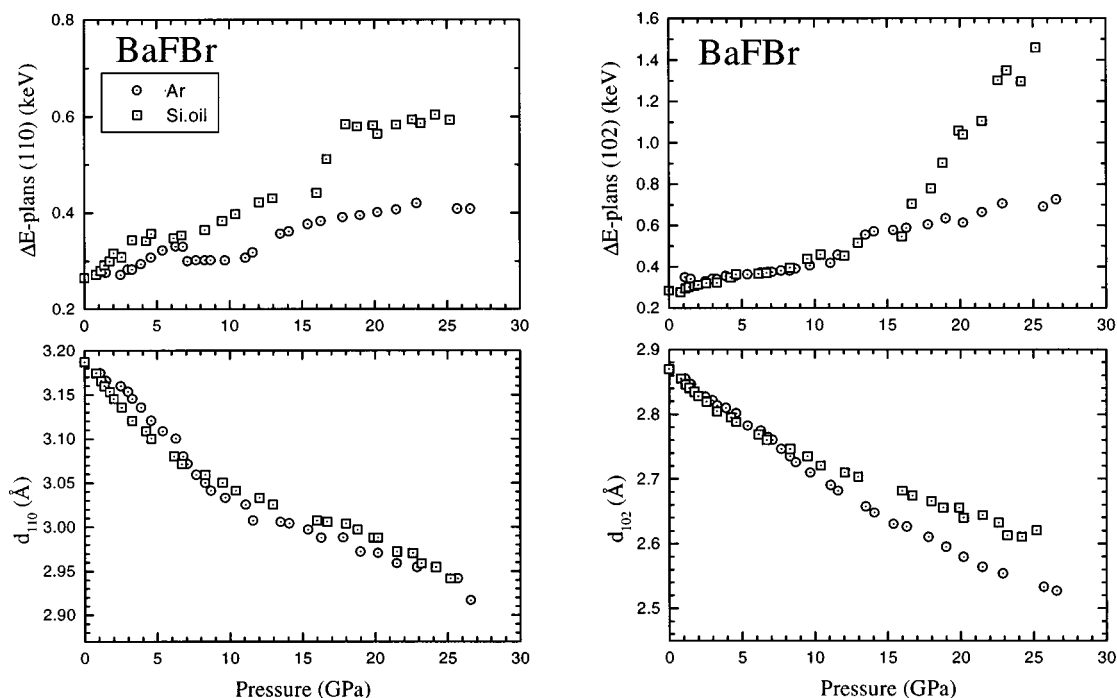 BaFBr
Ar
Si.oil
ΔE-plans (110) (keV)
0.8
0.6
0.4
0.2
0 5 10 15 20 25 30
BaFBr
ΔE-plans (102) (keV)
1.6
1.4
1.2
1.0
0.8
0.6
0.4
0.2
0 5 10 15 20 25 30
d110 (Å)
3.20
3.15
3.10
3.05
3.00
2.95
2.90
0 5 10 15 20 25 30
Pressure (GPa)
d102 (Å)
2.9
2.8
2.7
2.6
2.5
0 5 10 15 20 25 30
Pressure (GPa)